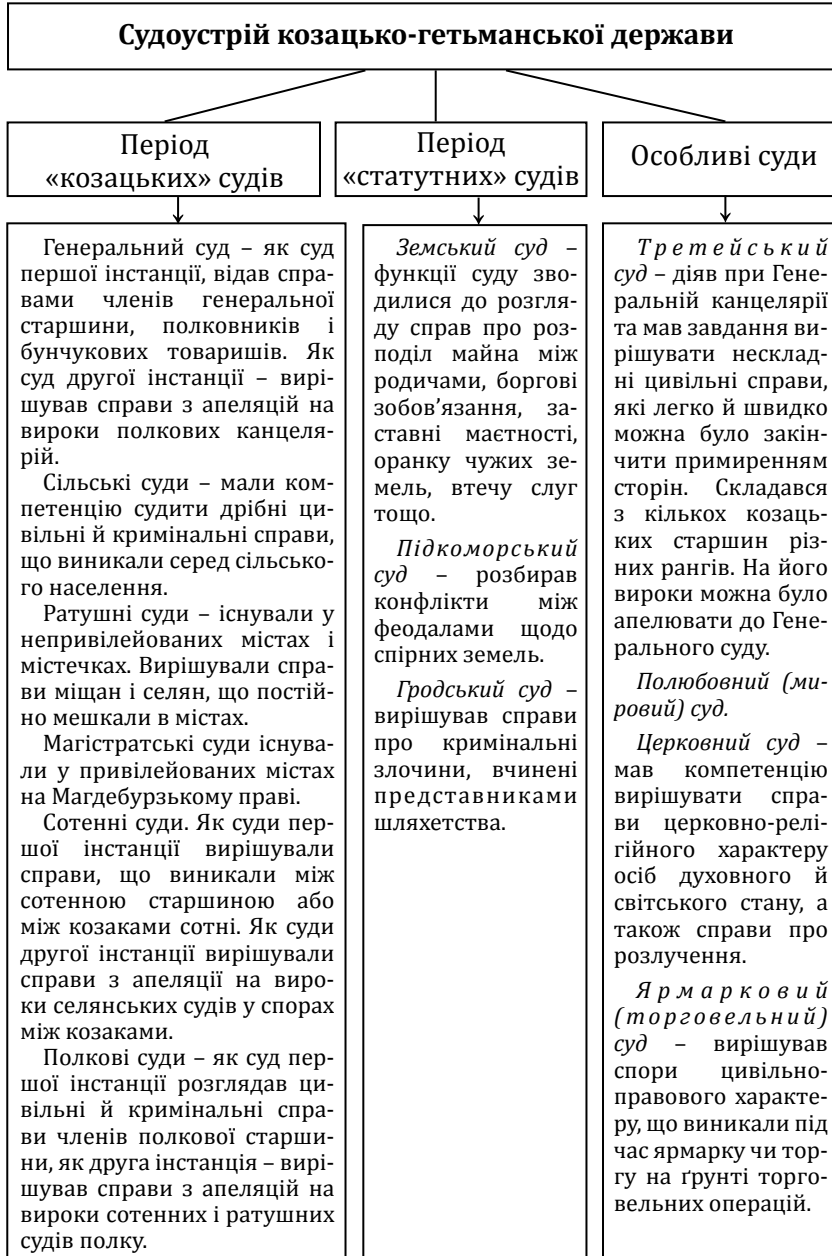 Судоустрій козацько-гетьманської держави
Період
«козацьких» судів
Генеральний суд – як суд
першої інстанції, відав спра-
вами членів генеральної
старшини, полковників і
бунчукових товаришів. Як
суд другої інстанції – вирі-
шував справи з апеляцій на
вироки полкових канцеля-
рій.
Сільські суди – мали ком-
петенцію судити дрібні ци-
вільні й кримінальні справи,
що виникали серед сільсько-
го населення.
Ратушні суди – існували у
непривілейованих містах і
містечках. Вирішували спра-
ви міщан і селян, що постій-
но мешкали в містах.
Магістратські суди існува-
ли у привілейованих містах
на Магдебурзькому праві.
Сотенні суди. Як суди пер-
шої інстанції вирішували
справи, що виникали між
сотенною старшиною або
між козаками сотні. Як суди
другої інстанції вирішували
справи з апеляції на виро-
ки селянських судів у спорах
між козаками.
Полкові суди – як суд пер-
шої інстанції розглядав ци-
вільні й кримінальні спра-
ви членів полкової старши-
ни, як друга інстанція – вирі-
шував справи з апеляцій на
вироки сотенних і ратушних
судів полку.
Період
«статутних» судів
Земський суд –
функції суду зво-
дилися до розгля-
ду справ про роз-
поділ майна між
родичами, боргові
зобов'язання, за-
ставні маєтності,
оранку чужих зе-
мель, втечу слуг
тощо.
Підкоморський
суд – розбирав
конфлікти між
феодалами щодо
спірних земель.
Гродський суд –
вирішував справи
про кримінальні
злочини, вчинені
представниками
шляхетства.
Особливі суди
Третейський
суд – діяв при Гене-
ральній канцелярії
та мав завдання ви-
рішувати несклад-
ні цивільні справи,
які легко й швидко
можна було закін-
чити примиренням
сторін. Складався
з кількох козаць-
ких старшин різ-
них рангів. На його
вироки можна було
апелювати до Гене-
рального суду.
Полюбовний (ми-
ровий) суд.
Церковний суд –
мав компетенцію
вирішувати спра-
ви церковно-релі-
гійного характеру
осіб духовного й
світського стану, а
також справи про
розлучення.
Ярмарковий
(торговельний)
суд – вирішував
спори цивільно-
правового характе-
ру, що виникали під
час ярмарку чи тор-
гу на ґрунті торго-
вельних операцій.